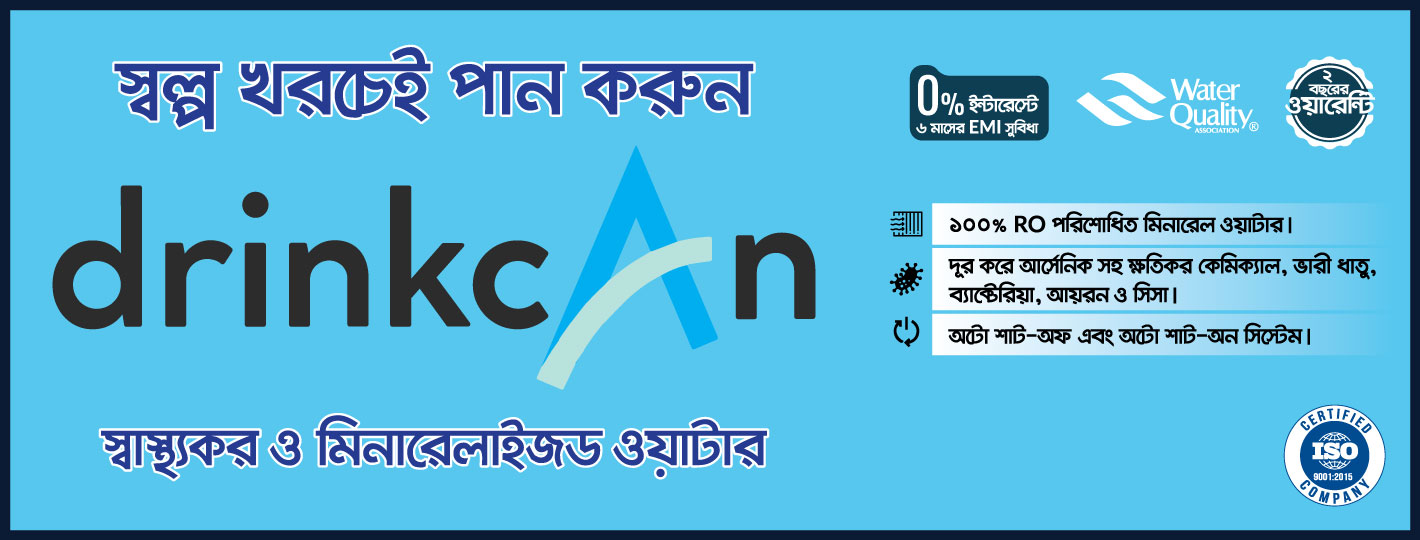 স্বল্প খরচেই পান করুন
drinkcAn
স্বাস্থ্যকর ও মিনারেলাইজড ওয়াটার
0% ইন্টারেস্টে
৬ মাসের EMI সুবিধা
Water
Quality
ASSOCIATION ®
২
বছরের
ওয়ারেন্টি
১০০% RO পরিশোধিত মিনারেল ওয়াটার।
দূর করে আর্সেনিক সহ ক্ষতিকর কেমিক্যাল, ভারী ধাতু,
ব্যাক্টেরিয়া, আয়রন ও সিসা।
অটো শাট-অফ এবং অটো শাট-অন সিস্টেম।
CERTIFIED
ISO
9001:2015
COMPANY